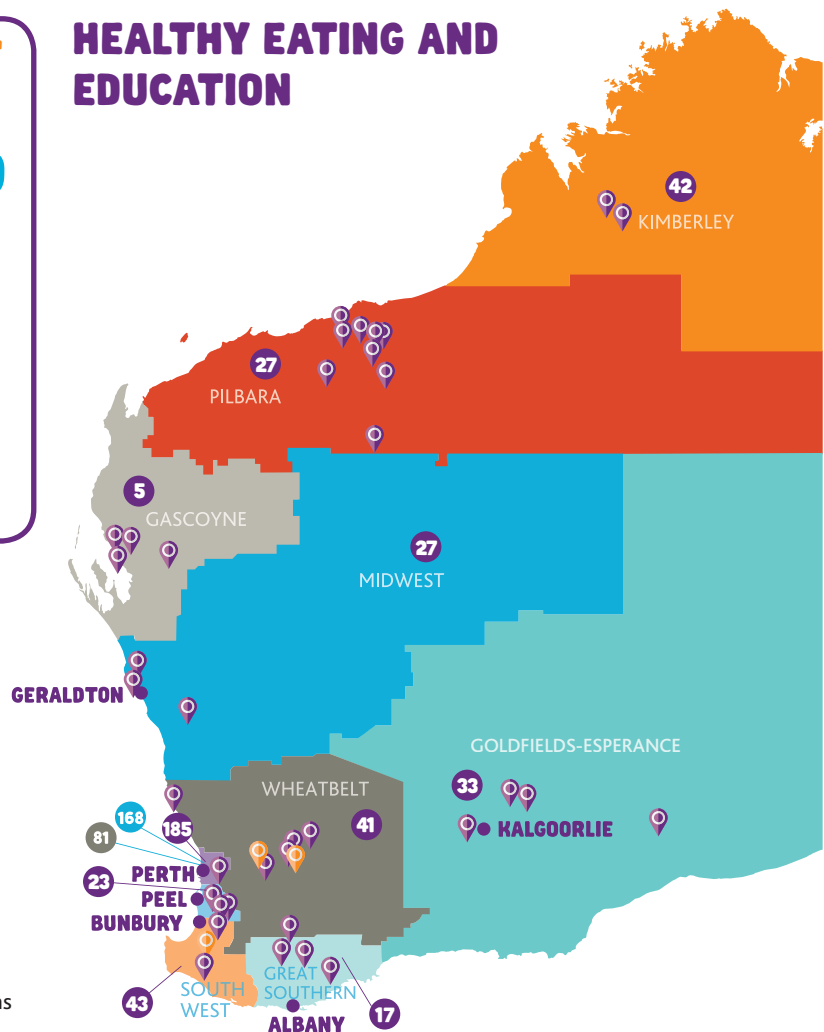 HEALTHY EATING AND
EDUCATION
42
KIMBERLEY
27
PILBARA
5
GASCOYNE
27
MIDWEST
GERALDTON
GOLDFIELDS-ESPERANCE
WHEATBELT
33
168
185
41
KALGOORLIE
81
PERTH
23
PEEL
BUNBURY
GREAT
SOUTHERN
SOUTH
WEST
43
17
ALBANY